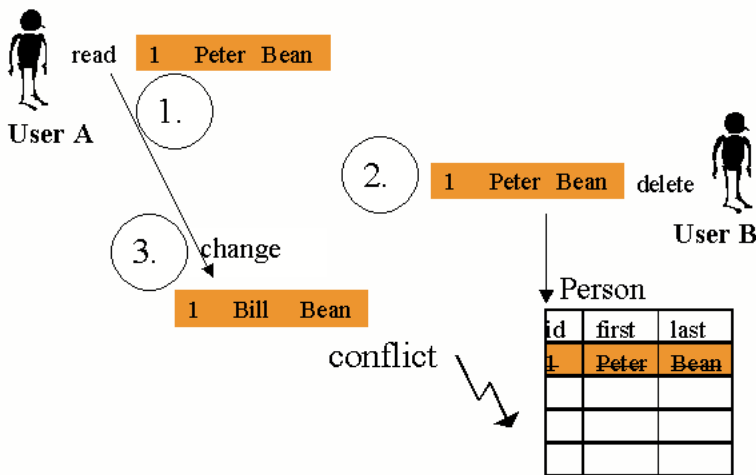 read
1 Peter Bean
1.
User A
2.
1 Peter Bean
delete
User B
3.
change
1 Bill Bean
Person
id first last
1 Peter Bean
conflict